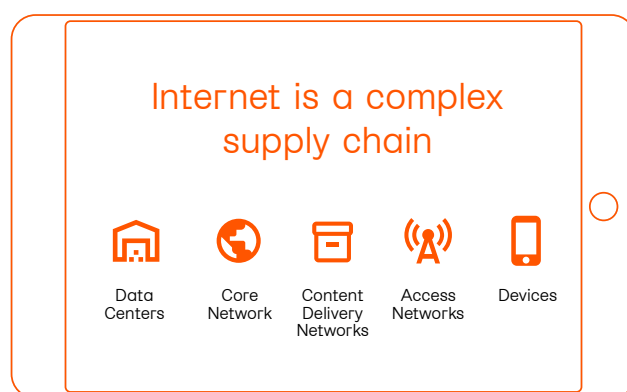 Internet is a complex
supply chain
Data
Centers
Core
Network
Content
Delivery
Networks
Access
Networks
Devices